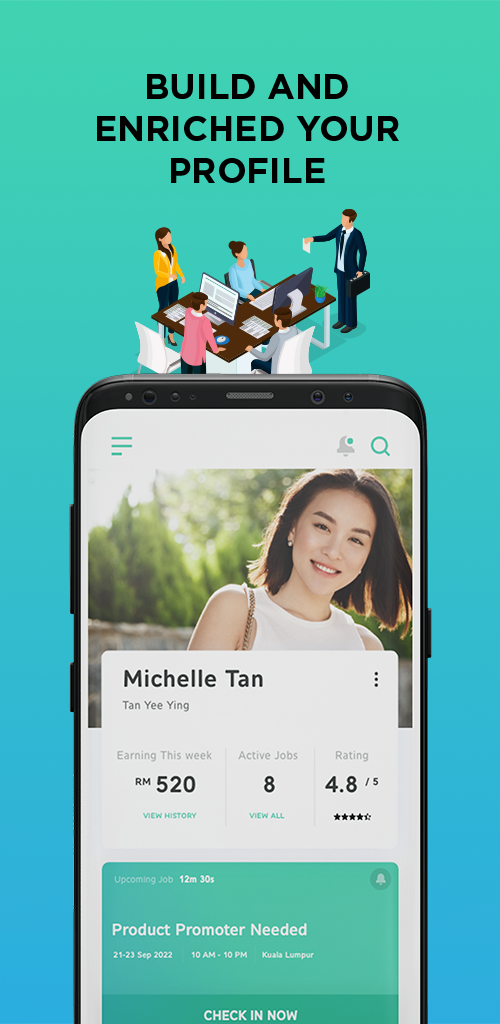 BUILD AND
ENRICHED YOUR
PROFILE
Michelle Tan
Tan Yee Ying
Earning This week Active Jobs Rating
RM 520 8 4.8 / 5
VIEW HISTORY VIEW ALL
Upcoming Job 12m 30s
Product Promoter Needed
21-23 Sep 2022 10 AM - 10 PM Kuala Lumpur
CHECK IN NOW